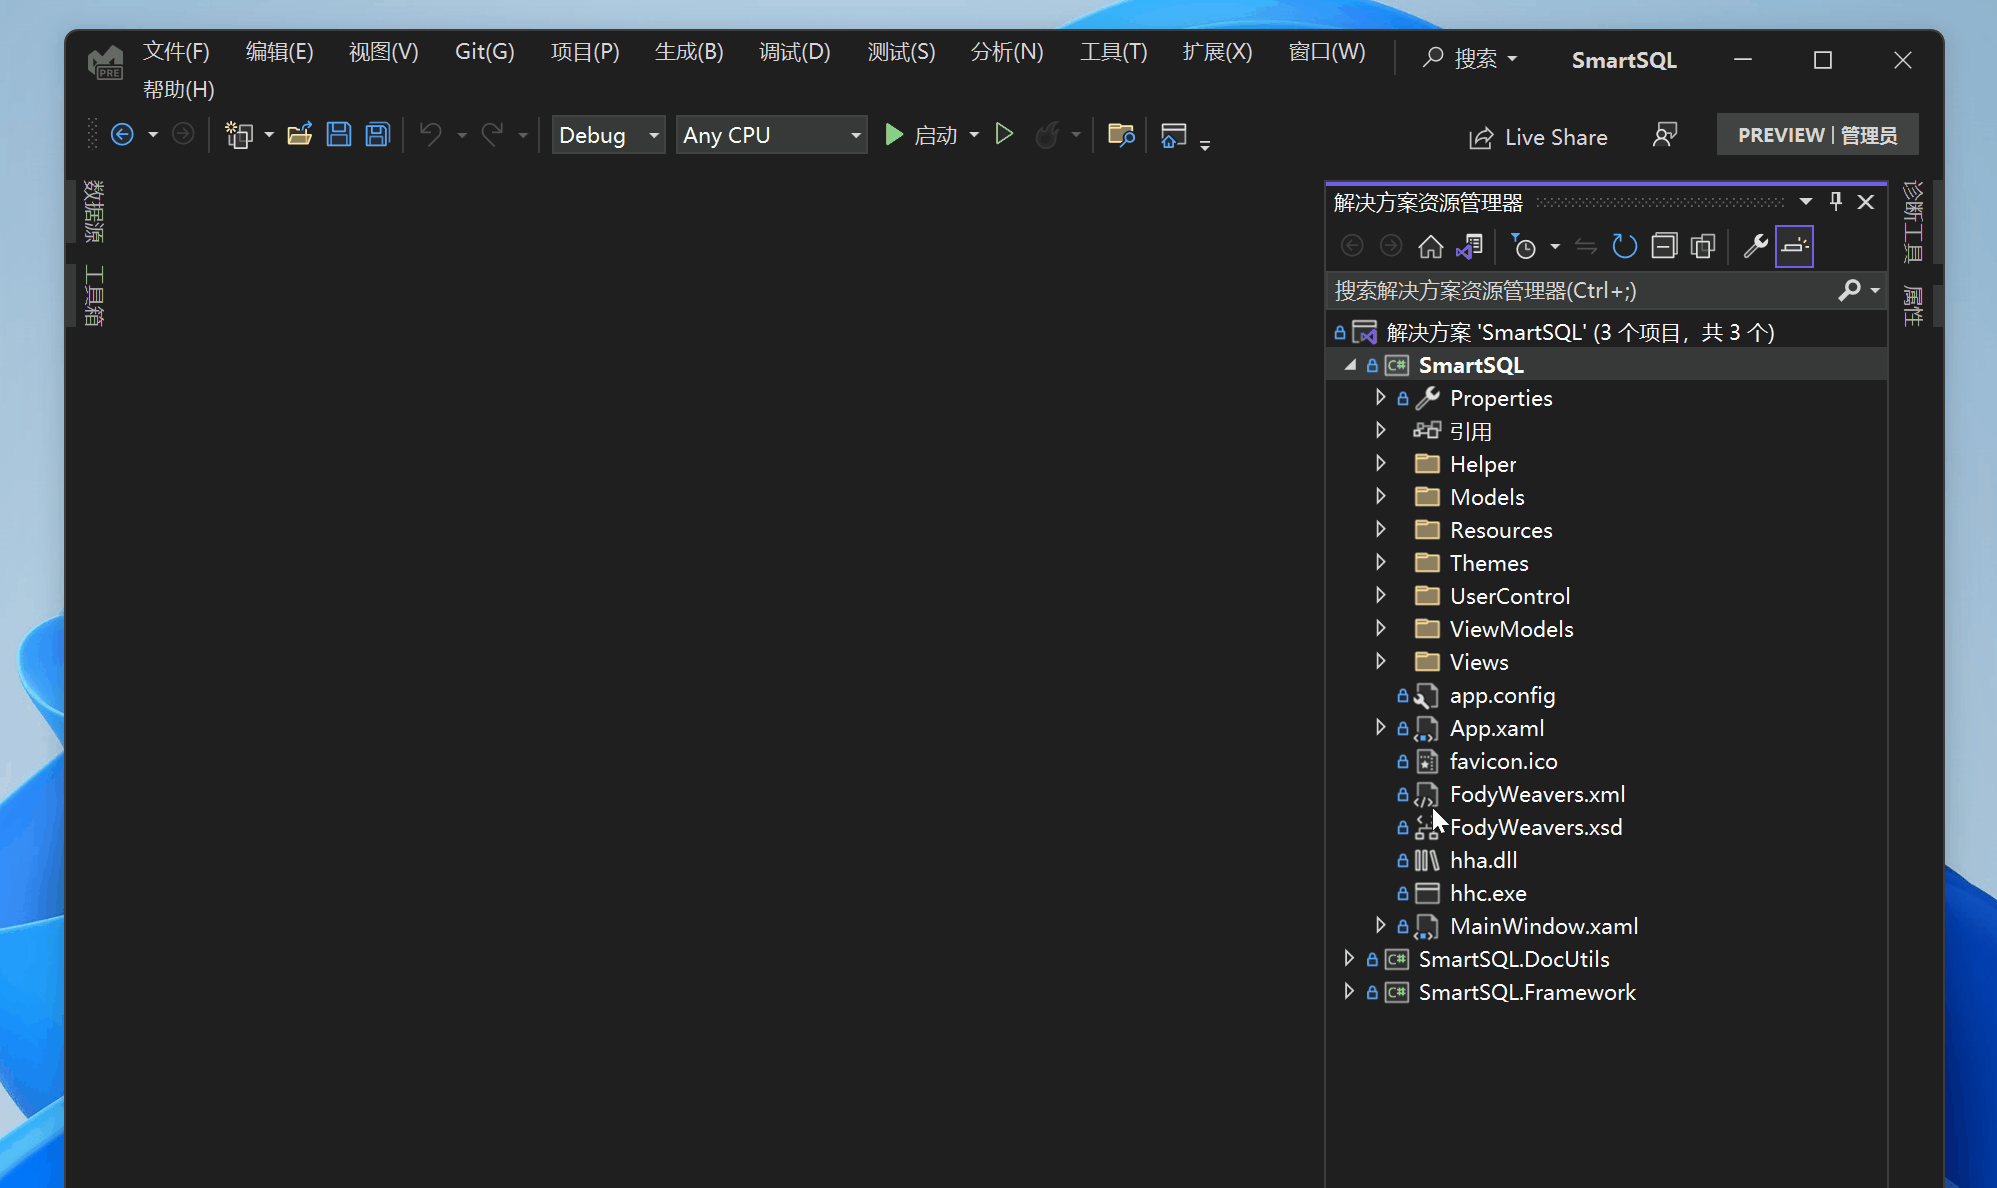 文件(F) 编辑(E) 视图(V) Git(G) 项目(P) 生成(B) 调试(D) 测试(S) 分析(N) 工具(T) 扩展(X) 窗口(W) 搜索 SmartSQL
帮助(H)
PRE
Debug Any CPU 启动 Live Share PREVIEW | 管理员
数据源
工具箱
解决方案资源管理器
搜索解决方案资源管理器(Ctrl+;)
解决方案 'SmartSQL' (3 个项目，共 3 个)
C# SmartSQL
Properties
引用
Helper
Models
Resources
Themes
UserControl
ViewModels
Views
app.config
App.xaml
favicon.ico
FodyWeavers.xml
FodyWeavers.xsd
hha.dll
hhc.exe
MainWindow.xaml
C# SmartSQL.DocUtils
C# SmartSQL.Framework
诊断工具
属性